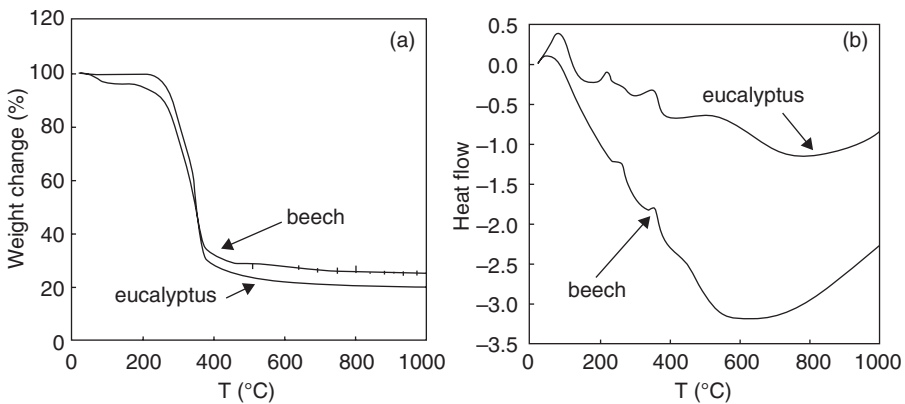 (a)
120
100
80
60
40
20
0
Weight change (%)
beech
eucalyptus
0 200 400 600 800 1000
T (°C)
(b)
0.0
–0.5
–1.0
–1.5
–2.0
–2.5
–3.0
–3.5
Heat flow
eucalyptus
beech
0 200 400 600 800 1000
T (°C)